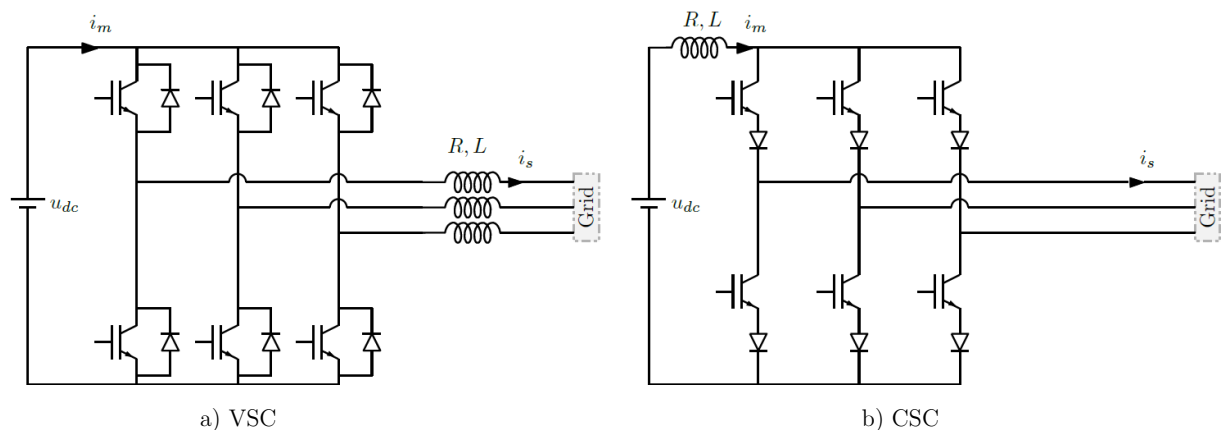 i_m
R, L
i_s
u_dc
Grid
a) VSC
R, L
i_m
i_s
u_dc
Grid
b) CSC